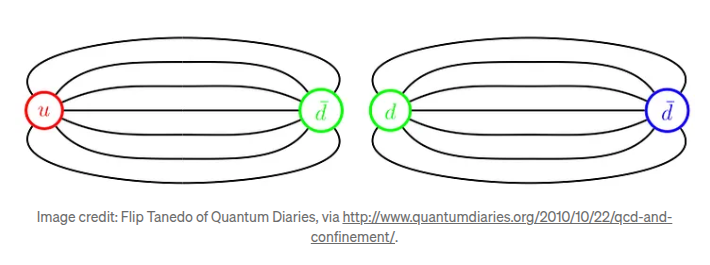 u d̄ d d̄
Image credit: Flip Tanedo of Quantum Diaries, via http://www.quantumdiaries.org/2010/10/22/qcd-and-
confinement/.